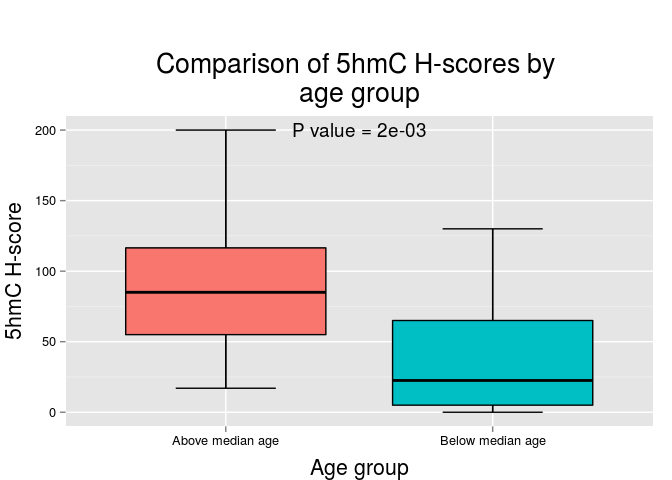 Comparison of 5hmC H-scores by
age group
P value = 2e-03
5hmC H-score
200
150
100
50
0
Above median age
Below median age
Age group